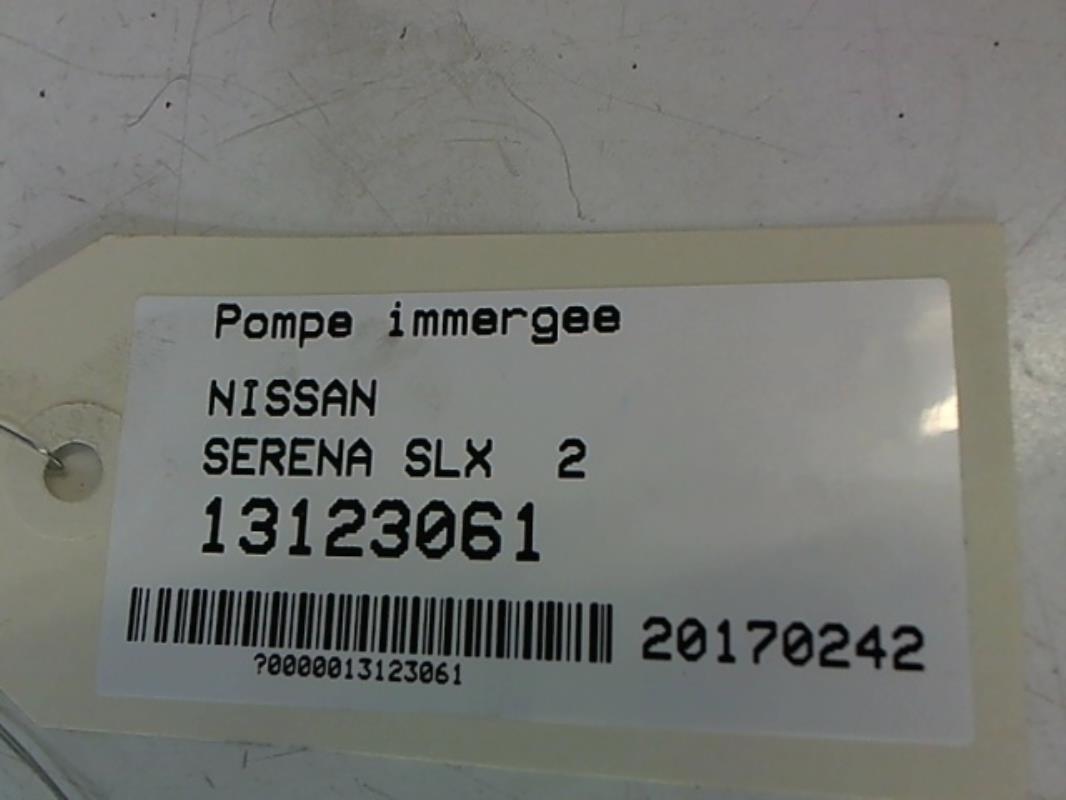 Pompe immergee
NISSAN
SERENA SLX 2
13123061
20170242
?0000013123061